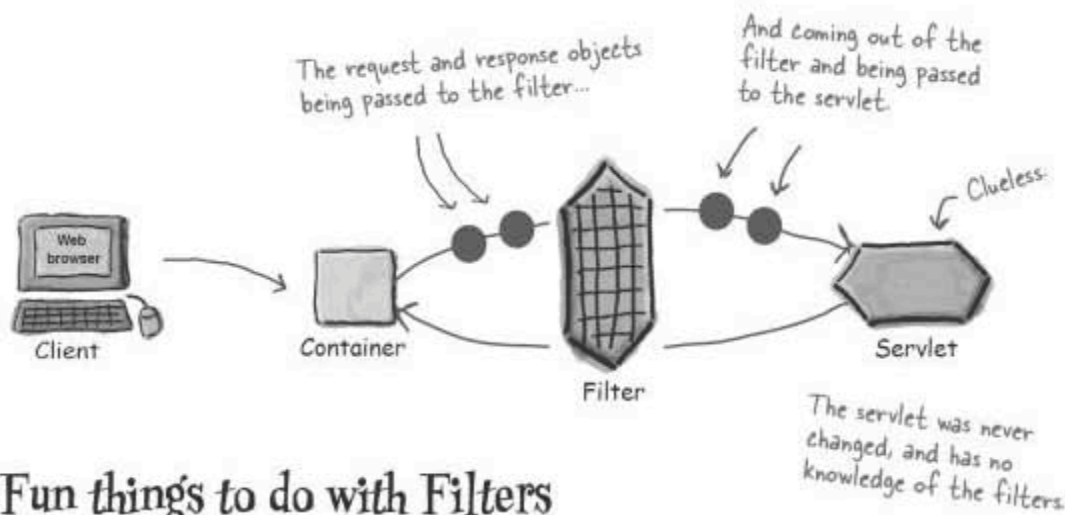 The request and response objects
being passed to the filter...
And coming out of the
filter and being passed
to the servlet.
Clueless.
Web
browser
Client
Container
Filter
Servlet
The servlet was never
changed, and has no
knowledge of the filters.
Fun things to do with Filters